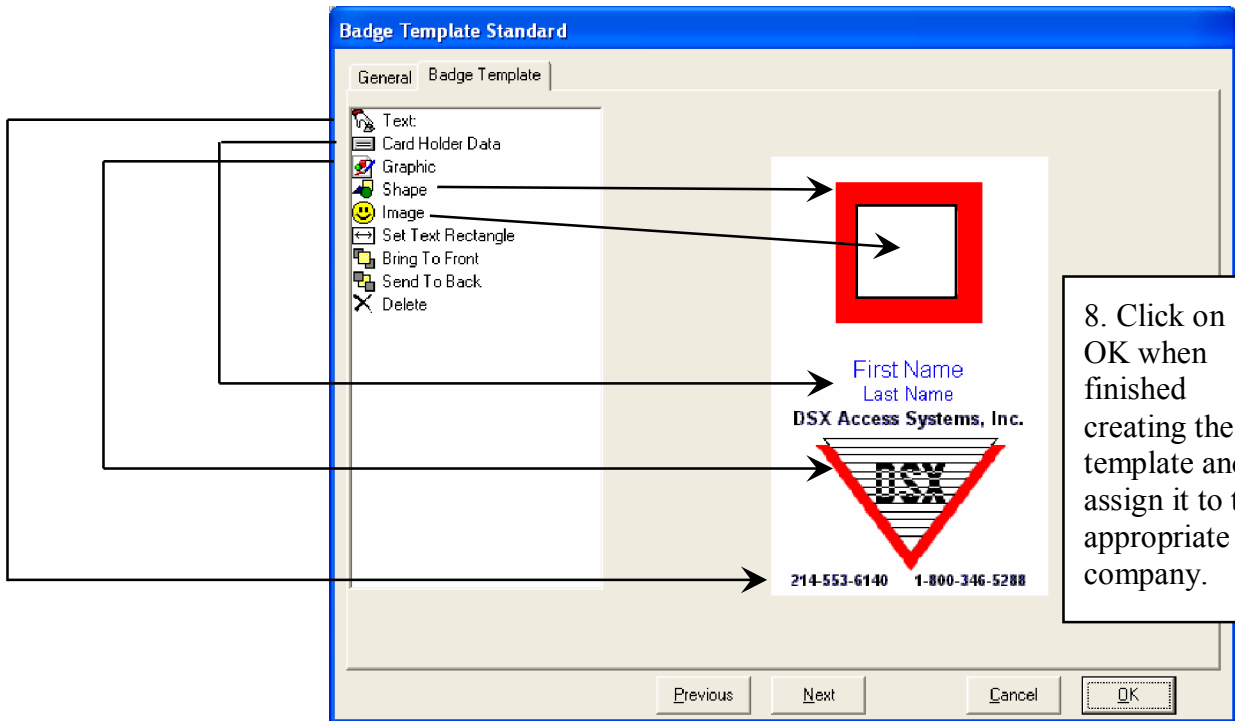 Badge Template Standard
General Badge Template
Text:
Card Holder Data
Graphic
Shape
Image
Set Text Rectangle
Bring To Front
Send To Back
Delete
First Name
Last Name
DSX Access Systems, Inc.
DSX
214-553-6140 1-800-346-5288
8. Click on
OK when
finished
creating the
template and
assign it to
appropriate
company.
Previous Next Cancel OK